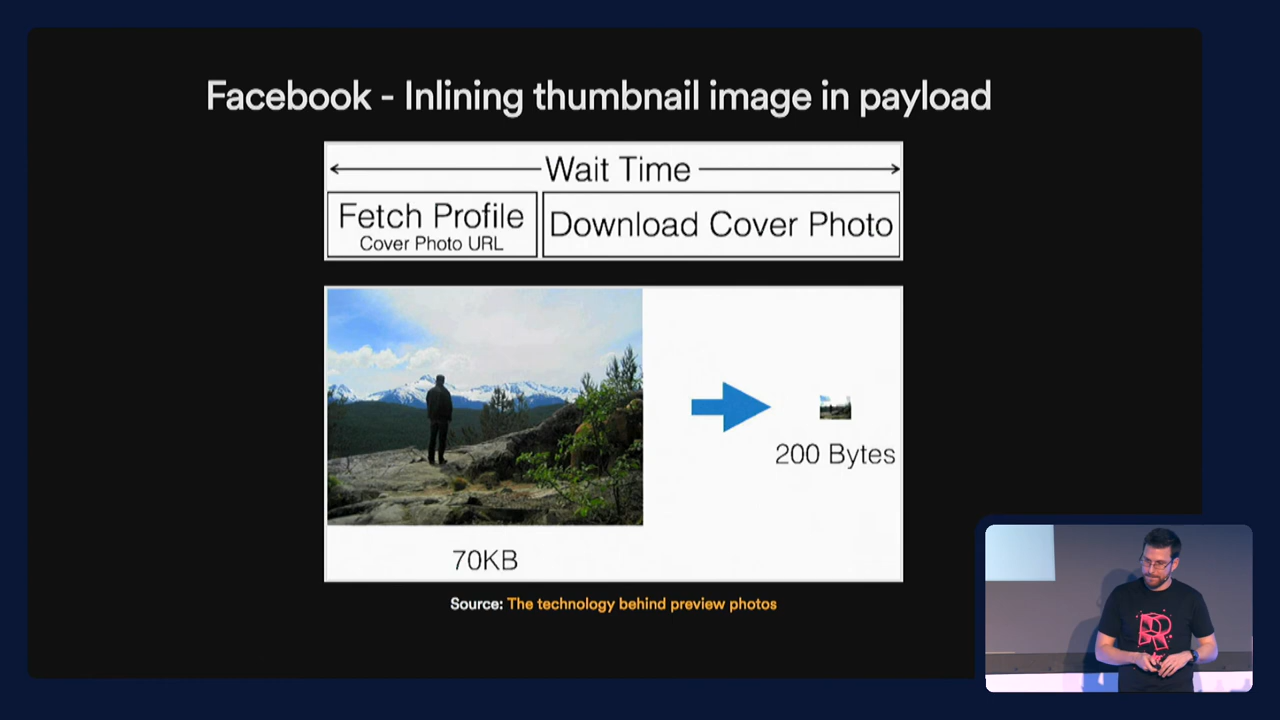 Facebook - Inlining thumbnail image in payload
Wait Time
Fetch Profile
Cover Photo URL
Download Cover Photo
200 Bytes
70KB
Source: The technology behind preview photos
R